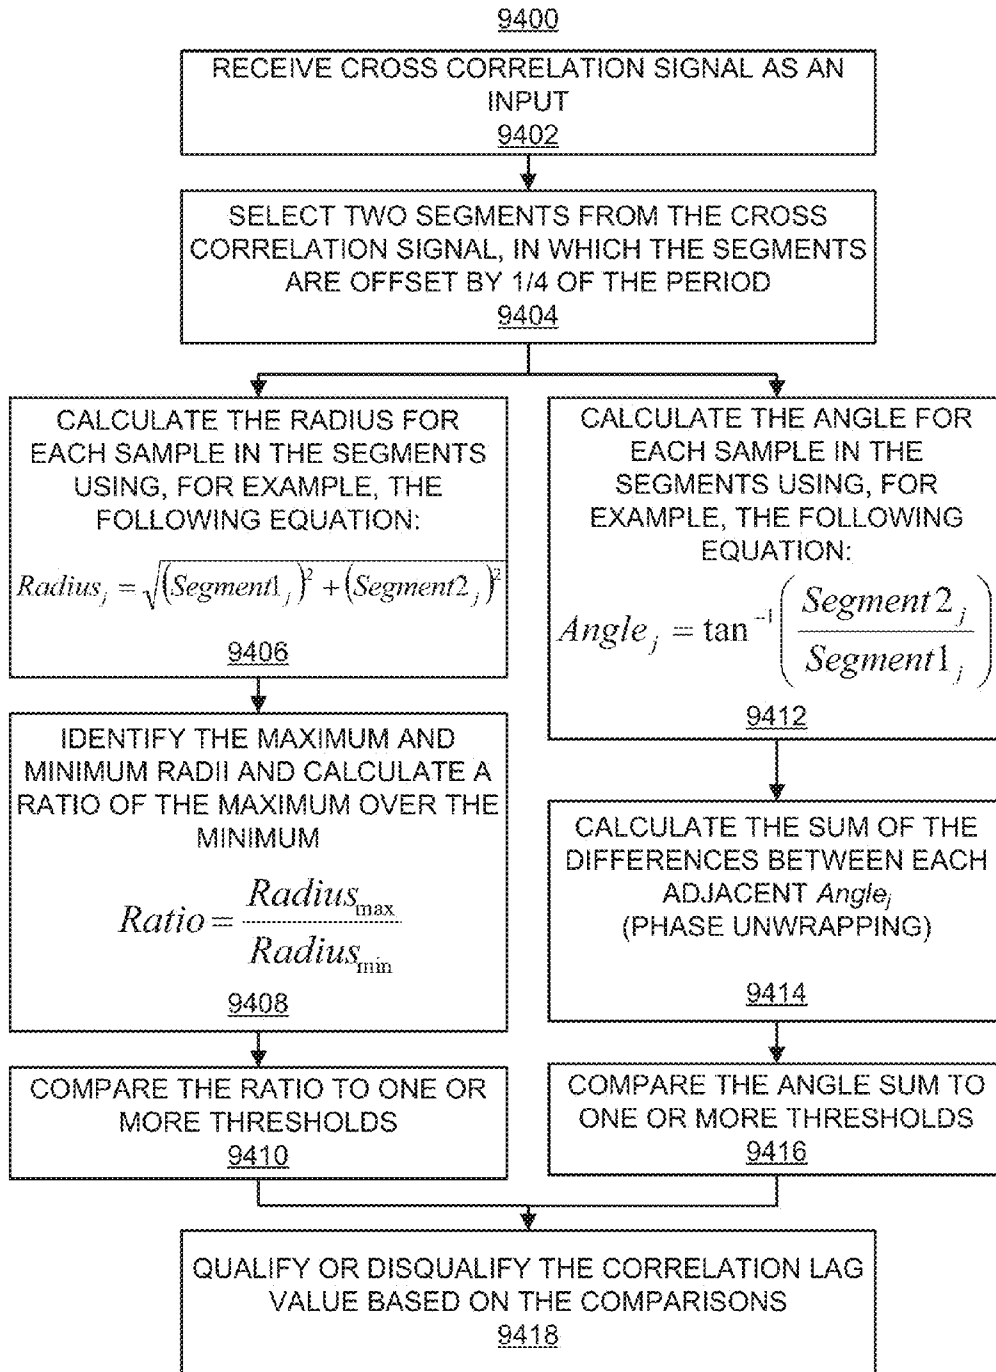 9400
RECEIVE CROSS CORRELATION SIGNAL AS AN
INPUT
9402
SELECT TWO SEGMENTS FROM THE CROSS
CORRELATION SIGNAL, IN WHICH THE SEGMENTS
ARE OFFSET BY 1/4 OF THE PERIOD
9404
CALCULATE THE RADIUS FOR
EACH SAMPLE IN THE SEGMENTS
USING, FOR EXAMPLE, THE
FOLLOWING EQUATION:
Radius_j = √((Segment1_j)² + (Segment2_j)²)
9406
IDENTIFY THE MAXIMUM AND
MINIMUM RADII AND CALCULATE A
RATIO OF THE MAXIMUM OVER THE
MINIMUM
Ratio = Radius_max / Radius_min
9408
COMPARE THE RATIO TO ONE OR
MORE THRESHOLDS
9410
CALCULATE THE ANGLE FOR
EACH SAMPLE IN THE
SEGMENTS USING, FOR
EXAMPLE, THE FOLLOWING
EQUATION:
Angle_j = tan⁻¹(Segment2_j / Segment1_j)
9412
CALCULATE THE SUM OF THE
DIFFERENCES BETWEEN EACH
ADJACENT Angle_j
(PHASE UNWRAPPING)
9414
COMPARE THE ANGLE SUM TO
ONE OR MORE THRESHOLDS
9416
QUALIFY OR DISQUALIFY THE CORRELATION LAG
VALUE BASED ON THE COMPARISONS
9418